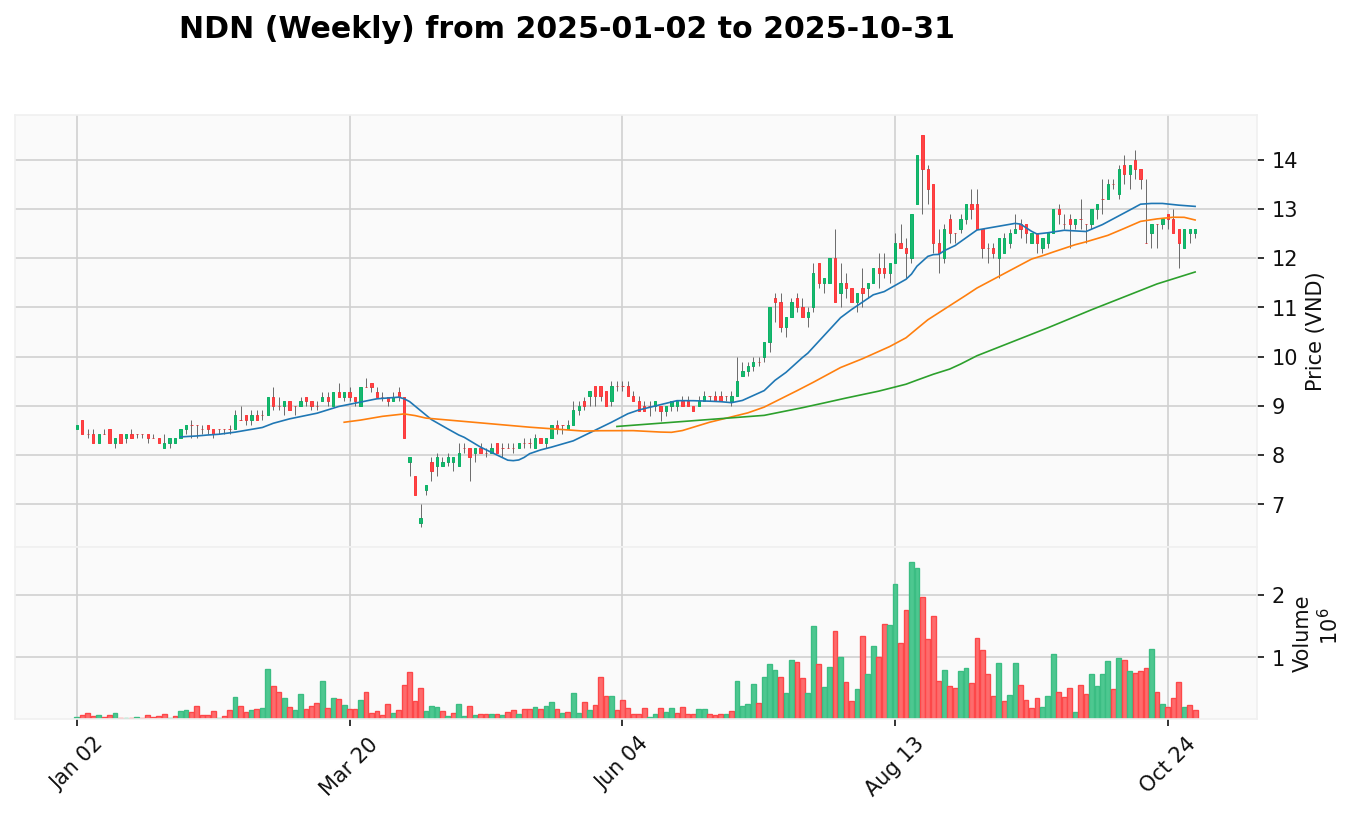 NDN (Weekly) from 2025-01-02 to 2025-10-31
14
13
12
11
10
9
8
7
Price (VND)
2
1
Volume
10^6
Jan 02
Mar 20
Jun 04
Aug 13
Oct 24